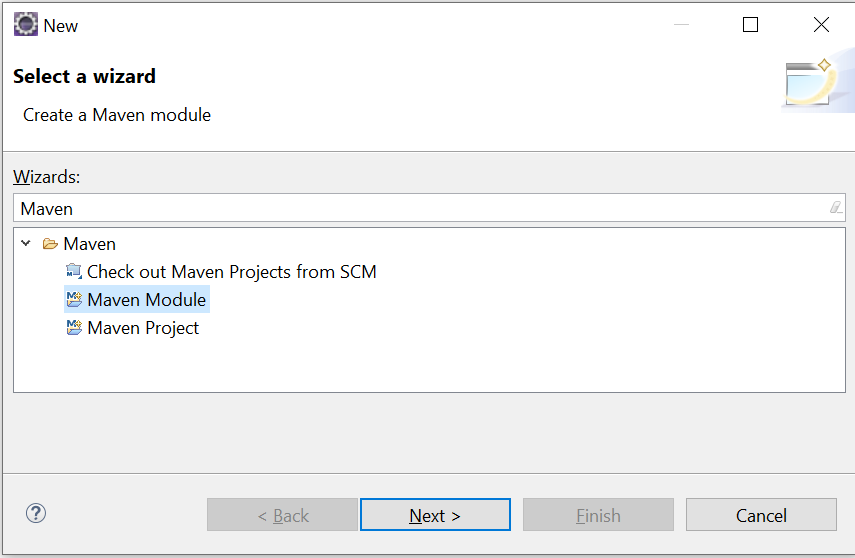 New
Select a wizard
Create a Maven module
Wizards:
Maven
Maven
Check out Maven Projects from SCM
Maven Module
Maven Project
< Back
Next >
Finish
Cancel